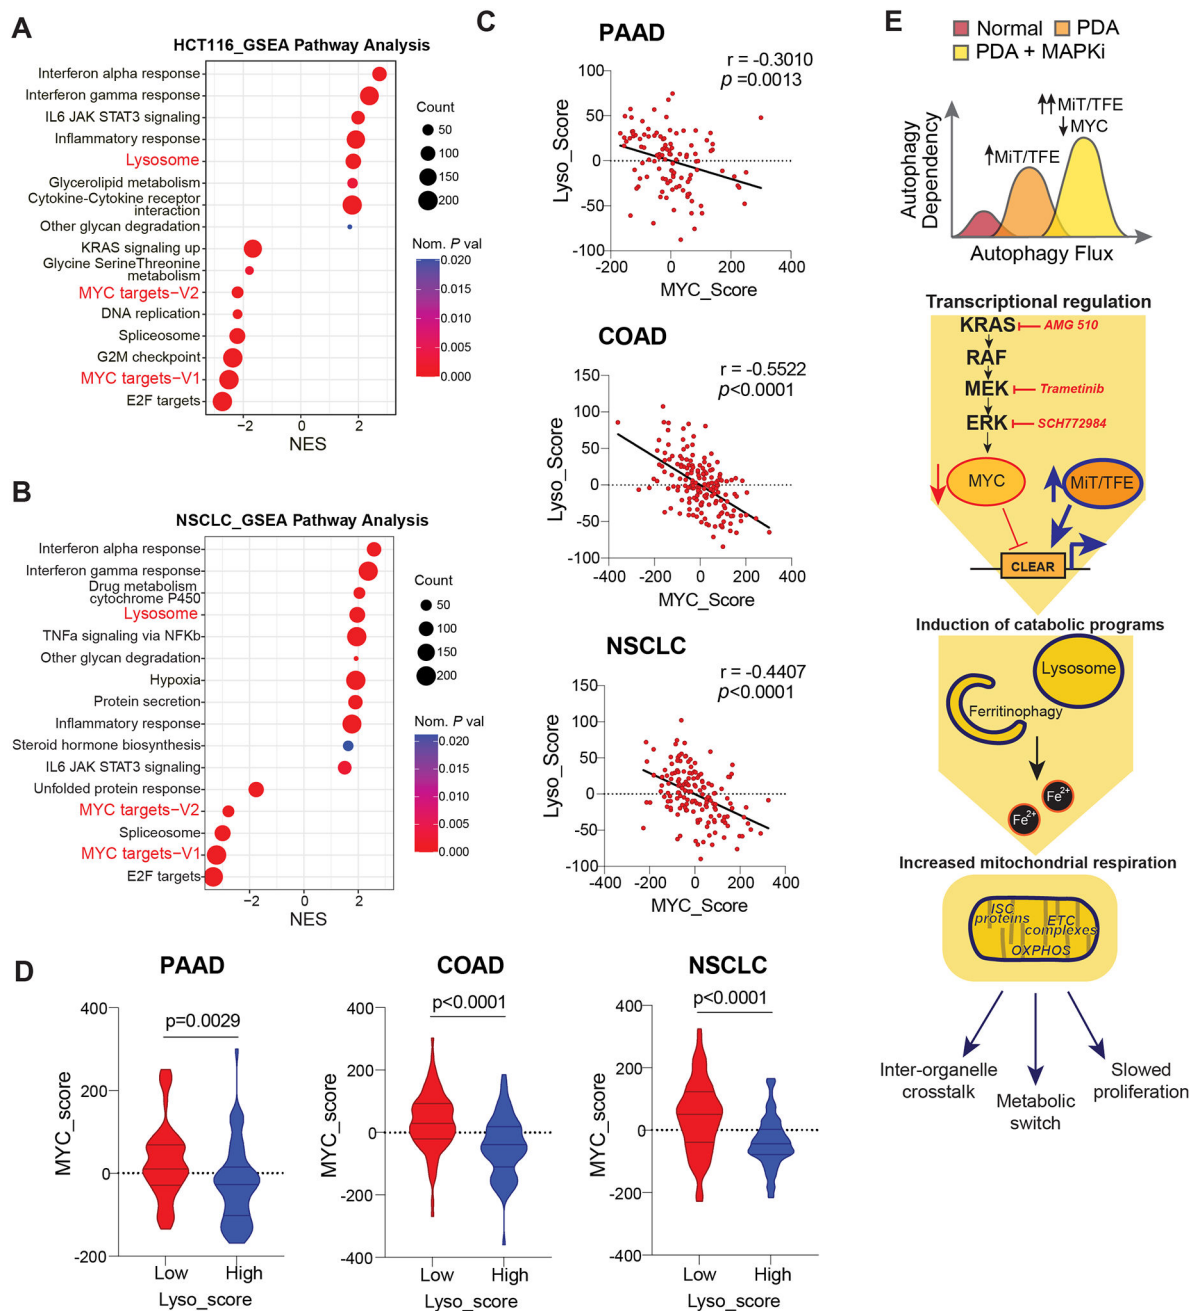 A
HCT116_GSEA Pathway Analysis
Interferon alpha response
Interferon gamma response
IL6 JAK STAT3 signaling
Inflammatory response
Lysosome
Glycerolipid metabolism
Cytokine-Cytokine receptor
interaction
Other glycan degradation
KRAS signaling up
Glycine SerineThreonine
metabolism
MYC targets-V2
DNA replication
Spliceosome
G2M checkpoint
MYC targets-V1
E2F targets
−2
0
2
NES
Count
50
100
150
200
Nom. P val
0.020
0.015
0.010
0.005
0.000
B
NSCLC_GSEA Pathway Analysis
Interferon alpha response
Interferon gamma response
Drug metabolism
cytochrome P450
Lysosome
TNFa signaling via NFKb
Other glycan degradation
Hypoxia
Protein secretion
Inflammatory response
Steroid hormone biosynthesis
IL6 JAK STAT3 signaling
Unfolded protein response
MYC targets-V2
Spliceosome
MYC targets-V1
E2F targets
−2
0
2
NES
Count
50
100
150
200
Nom. P val
0.020
0.015
0.010
0.005
0.000
C
PAAD
r = -0.3010
p =0.0013
100
50
0
-50
-100
Lyso_Score
-200
0
200
400
MYC_Score
COAD
r = -0.5522
p<0.0001
150
100
50
0
-50
-100
Lyso_Score
-400
-200
0
200
400
MYC_Score
NSCLC
r = -0.4407
p<0.0001
150
100
50
0
-50
-100
Lyso_Score
-400
-200
0
200
400
MYC_Score
D
PAAD
p=0.0029
400
200
0
-200
MYC_score
Low
High
Lyso_score
COAD
p<0.0001
400
200
0
-200
-400
MYC_score
Low
High
Lyso_score
NSCLC
p<0.0001
400
200
0
-200
-400
MYC_score
Low
High
Lyso_score
E
Normal
PDA
PDA + MAPKi
MiT/TFE
MYC
MiT/TFE
Autophagy
Dependency
Autophagy Flux
Transcriptional regulation
KRAS
AMG 510
RAF
MEK
Trametinib
ERK
SCH772984
MYC
MiT/TFE
CLEAR
Induction of catabolic programs
Lysosome
Ferritinophagy
Fe2+
Fe2+
Increased mitochondrial respiration
ISC
proteins
ETC
complexes
OXPHOS
Inter-organelle
crosstalk
Metabolic
switch
Slowed
proliferation